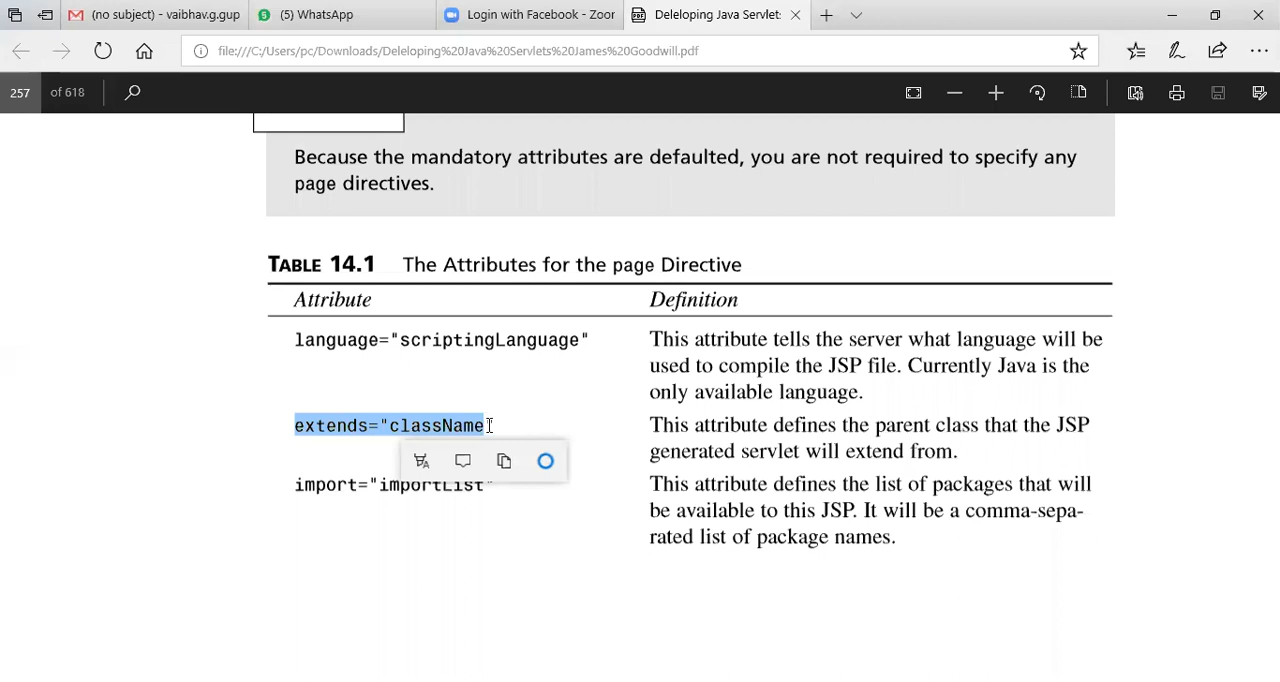 (no subject) - vaibhav.g.gup
(5) WhatsApp
Login with Facebook - Zoor
Deleloping Java Servlet:
file:///C:/Users/pc/Downloads/Deleloping%20Java%20Servlets%20James%20Goodwill.pdf
257 of 618
Because the mandatory attributes are defaulted, you are not required to specify any
page directives.
TABLE 14.1 The Attributes for the page Directive
Attribute Definition
language="scriptingLanguage" This attribute tells the server what language will be
used to compile the JSP file. Currently Java is the
only available language.
extends="className This attribute defines the parent class that the JSP
generated servlet will extend from.
import="importList" This attribute defines the list of packages that will
be available to this JSP. It will be a comma-sepa-
rated list of package names.